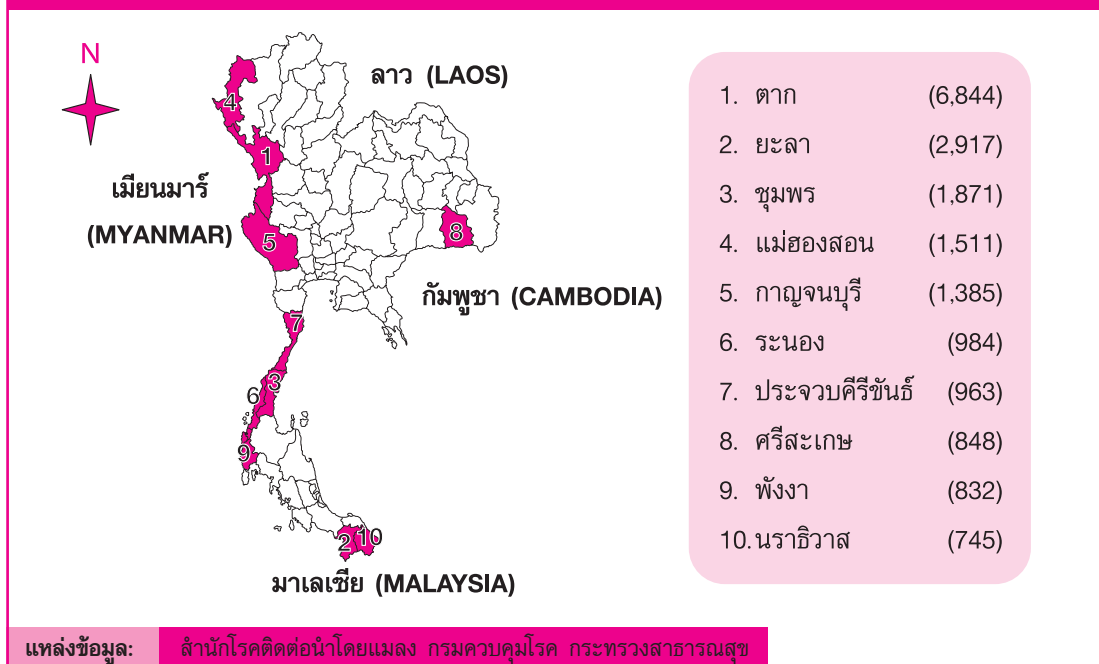 N
ลาว (LAOS)
4
1
เมียนมาร์
(MYANMAR)
5
8
กัมพูชา (CAMBODIA)
7
3
6
9
2
10
มาเลเซีย (MALAYSIA)
1. ตาก (6,844)
2. ยะลา (2,917)
3. ชุมพร (1,871)
4. แม่ฮองสอน (1,511)
5. กาญจนบุรี (1,385)
6. ระนอง (984)
7. ประจวบคีรีขันธ์ (963)
8. ศรีสะเกษ (848)
9. พังงา (832)
10. นราธิวาส (745)
แหล่งข้อมูล: สำนักโรคติดต่อนำโดยแมลง กรมควบคุมโรค กระทรวงสาธารณสุข